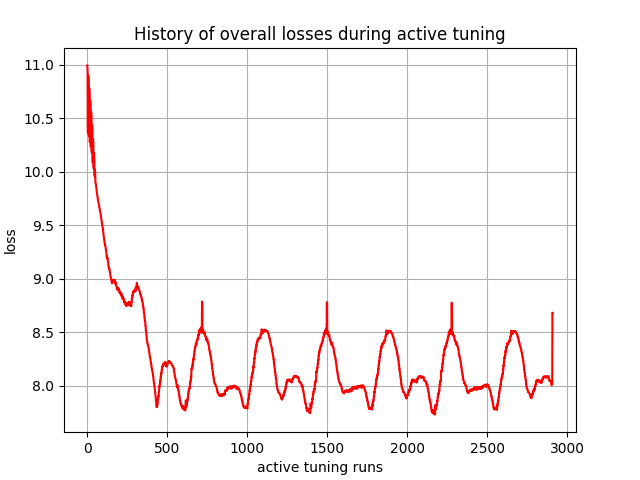 History of overall losses during active tuning
11.0
10.5
10.0
9.5
9.0
8.5
8.0
loss
0 500 1000 1500 2000 2500 3000
active tuning runs